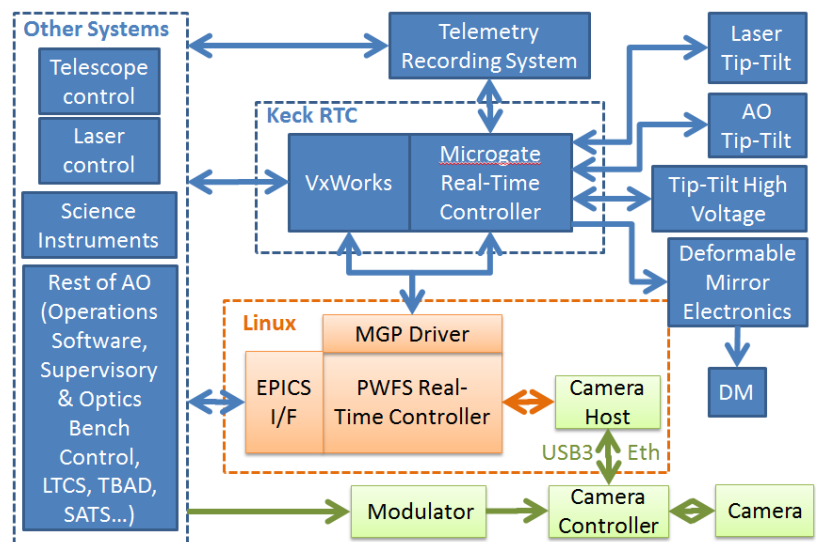 Other Systems
Telescope
control
Laser
control
Science
Instruments
Rest of AO
(Operations
Software,
Supervisory
& Optics
Bench
Control,
LTCS, TBAD,
SATS...)
Telemetry
Recording System
Keck RTC
VxWorks
Microgate
Real-Time
Controller
Laser
Tip-Tilt
AO
Tip-Tilt
Tip-Tilt High
Voltage
Deformable
Mirror
Electronics
DM
Linux
MGP Driver
EPICS
I/F
PWFS Real-
Time Controller
Camera
Host
USB3
Eth
Modulator
Camera
Controller
Camera